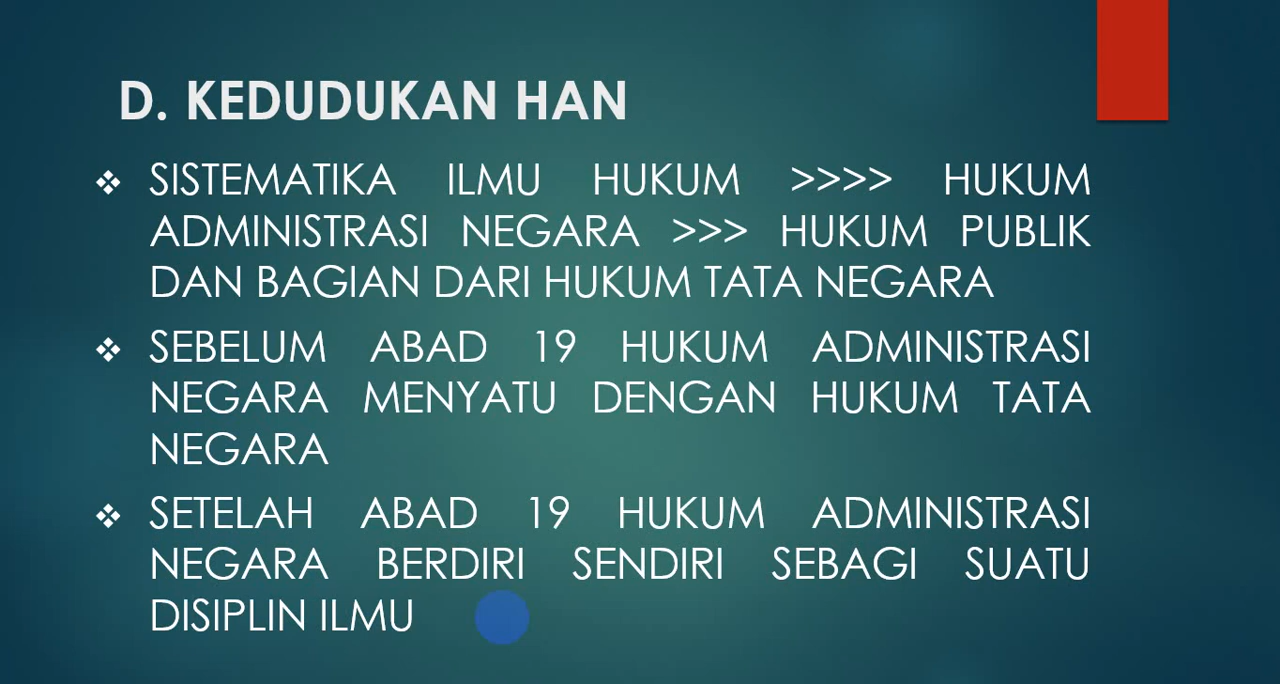 D. KEDUDUKAN HAN
❖ SISTEMATIKA ILMU HUKUM >>>> HUKUM
ADMINISTRASI NEGARA >>> HUKUM PUBLIK
DAN BAGIAN DARI HUKUM TATA NEGARA
❖ SEBELUM ABAD 19 HUKUM ADMINISTRASI
NEGARA MENYATU DENGAN HUKUM TATA
NEGARA
❖ SETELAH ABAD 19 HUKUM ADMINISTRASI
NEGARA BERDIRI SENDIRI SEBAGI SUATU
DISIPLIN ILMU